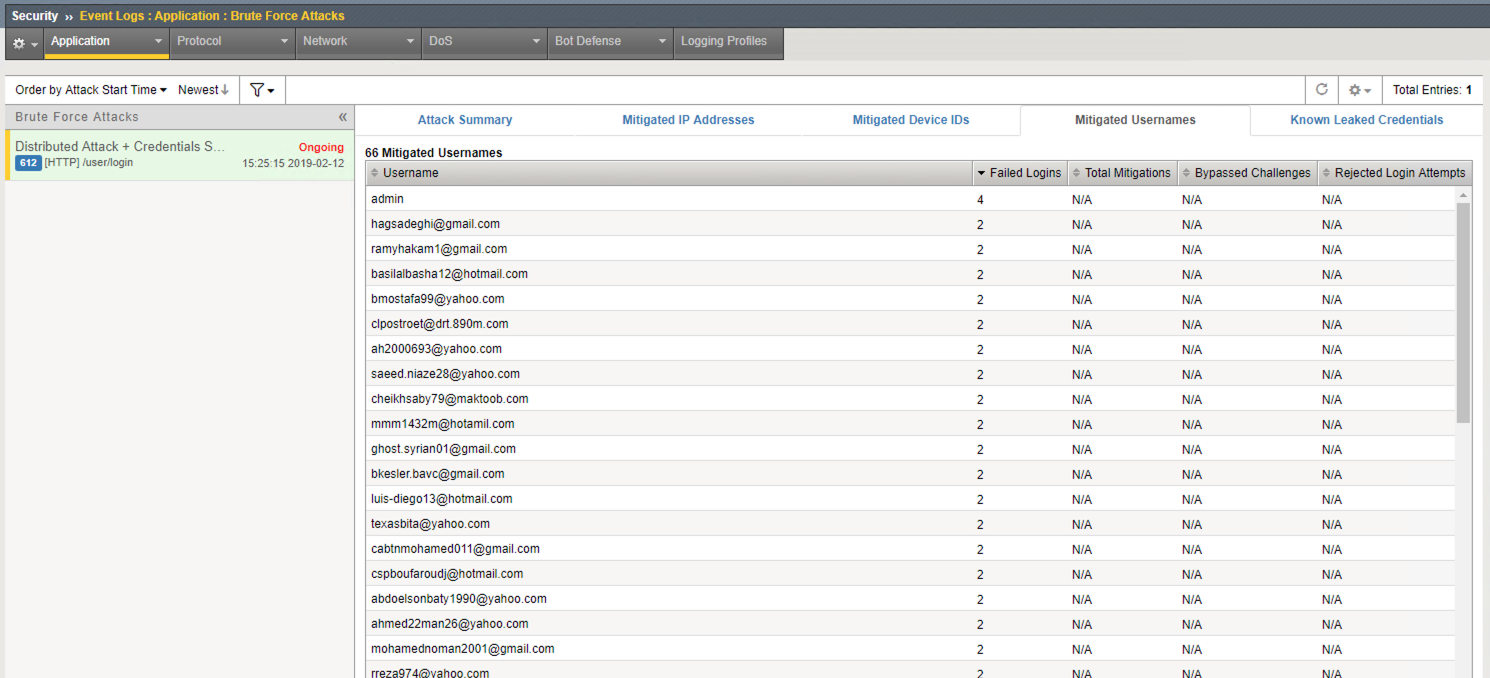 Security ›› Event Logs : Application : Brute Force Attacks
Application Protocol Network DoS Bot Defense Logging Profiles
Order by Attack Start Time Newest Total Entries: 1
Brute Force Attacks «
Distributed Attack + Credentials S... Ongoing
612 [HTTP] /user/login 15:25:15 2019-02-12
Attack Summary Mitigated IP Addresses Mitigated Device IDs Mitigated Usernames Known Leaked Credentials
66 Mitigated Usernames
Username Failed Logins Total Mitigations Bypassed Challenges Rejected Login Attempts
admin 4 N/A N/A N/A
hagsadeghi@gmail.com 2 N/A N/A N/A
ramyhakam1@gmail.com 2 N/A N/A N/A
basilalbasha12@hotmail.com 2 N/A N/A N/A
bmostafa99@yahoo.com 2 N/A N/A N/A
clpostroet@drt.890m.com 2 N/A N/A N/A
ah2000693@yahoo.com 2 N/A N/A N/A
saeed.niaze28@yahoo.com 2 N/A N/A N/A
cheikhsaby79@maktoob.com 2 N/A N/A N/A
mmm1432m@hotamil.com 2 N/A N/A N/A
ghost.syrian01@gmail.com 2 N/A N/A N/A
bkesler.bavc@gmail.com 2 N/A N/A N/A
luis-diego13@hotmail.com 2 N/A N/A N/A
texasbita@yahoo.com 2 N/A N/A N/A
cabtnmohamed011@gmail.com 2 N/A N/A N/A
cspboufaroudj@hotmail.com 2 N/A N/A N/A
abdoelsonbaty1990@yahoo.com 2 N/A N/A N/A
ahmed22man26@yahoo.com 2 N/A N/A N/A
mohamednoman2001@gmail.com 2 N/A N/A N/A
rreza974@yahoo.com 2 N/A N/A N/A